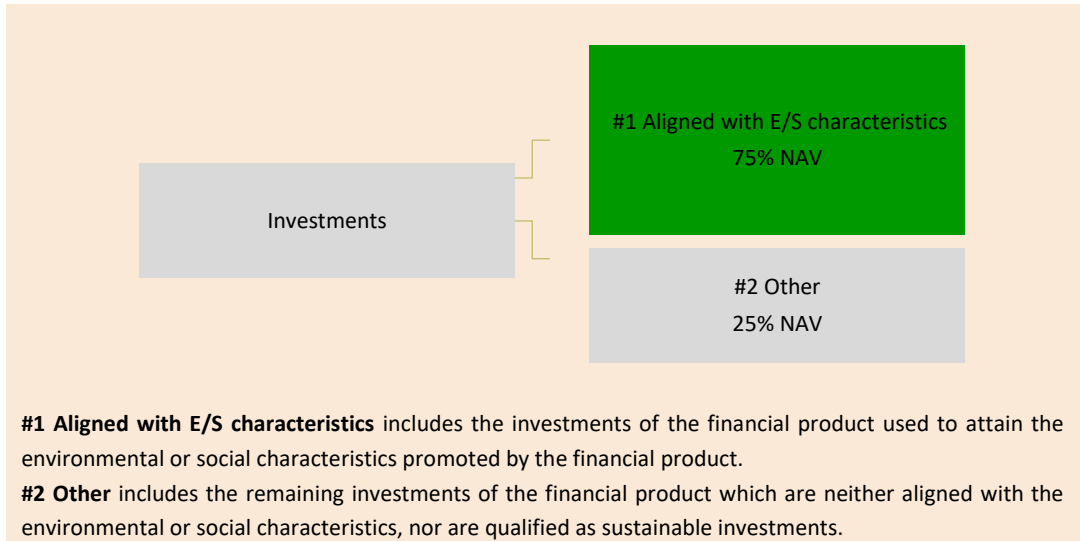 #1 Aligned with E/S characteristics
75% NAV
Investments
#2 Other
25% NAV
#1 Aligned with E/S characteristics includes the investments of the financial product used to attain the
environmental or social characteristics promoted by the financial product.
#2 Other includes the remaining investments of the financial product which are neither aligned with the
environmental or social characteristics, nor are qualified as sustainable investments.